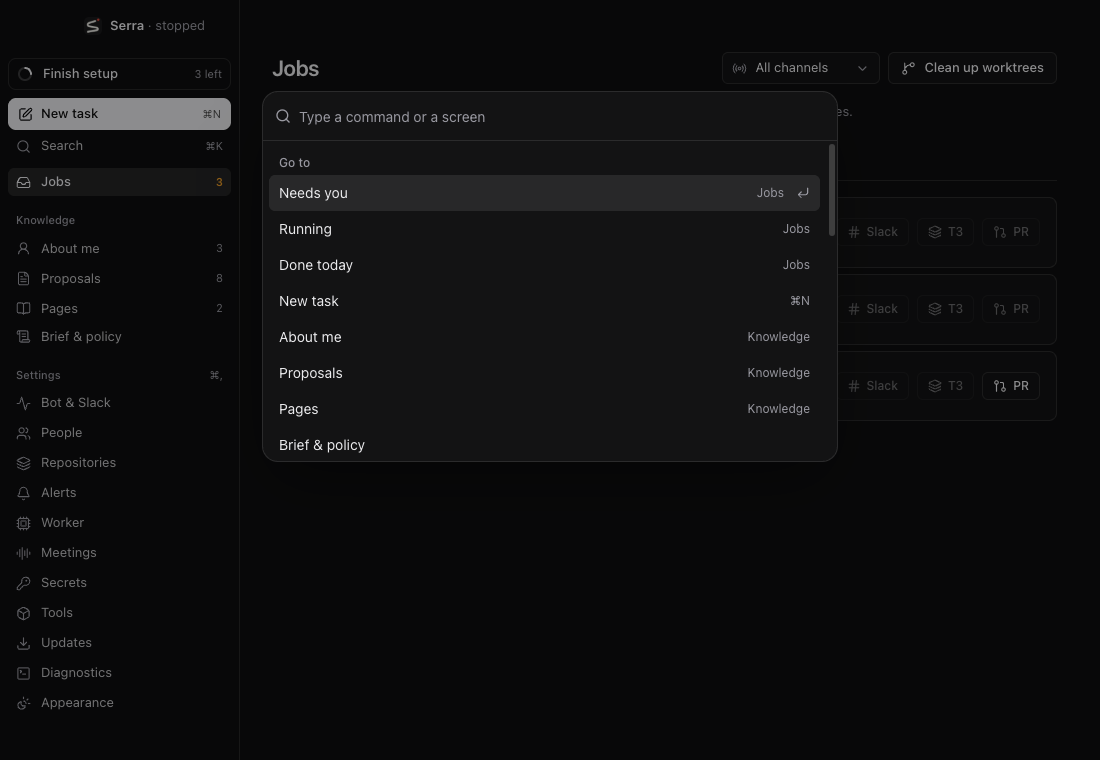 Serra · stopped
Finish setup 3 left
New task ⌘N
Search ⌘K
Jobs 3
Knowledge
About me 3
Proposals 8
Pages 2
Brief & policy
Settings ⌘,
Bot & Slack
People
Repositories
Alerts
Worker
Meetings
Secrets
Tools
Updates
Diagnostics
Appearance
Jobs
All channels
Clean up worktrees
es.
Type a command or a screen
Go to
Needs you Jobs
Running Jobs
Done today Jobs
New task ⌘N
About me Knowledge
Proposals Knowledge
Pages Knowledge
Brief & policy
# Slack T3 PR
# Slack T3 PR
# Slack T3 PR